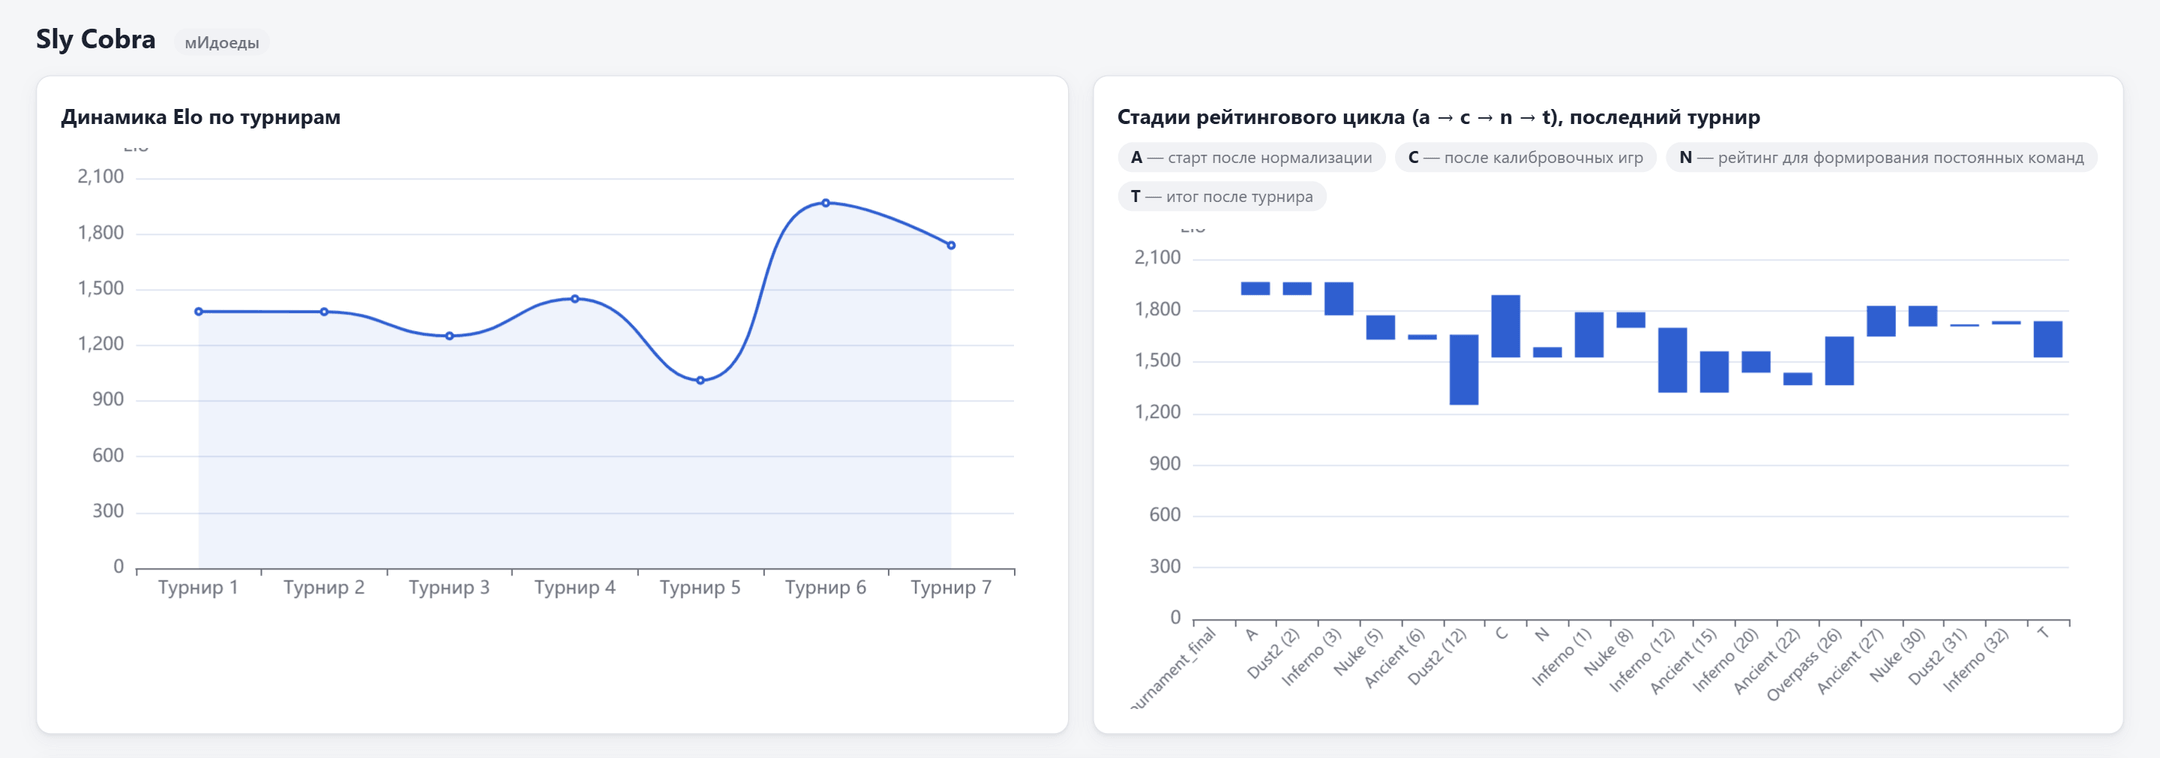 Sly Cobra мИдоеды
Динамика Elo по турнирам
2,100
1,800
1,500
1,200
900
600
300
0
Турнир 1 Турнир 2 Турнир 3 Турнир 4 Турнир 5 Турнир 6 Турнир 7
Стадии рейтингового цикла (a → c → n → t), последний турнир
A — старт после нормализации C — после калибровочных игр N — рейтинг для формирования постоянных команд
T — итог после турнира
2,100
1,800
1,500
1,200
900
600
300
0
A
Dust2 (2)
Inferno (3)
Nuke (5)
Ancient (6)
Dust2 (12)
C
N
Inferno (1)
Nuke (8)
Inferno (12)
Ancient (15)
Inferno (20)
Ancient (22)
Overpass (26)
Ancient (27)
Nuke (30)
Dust2 (31)
Inferno (32)
T